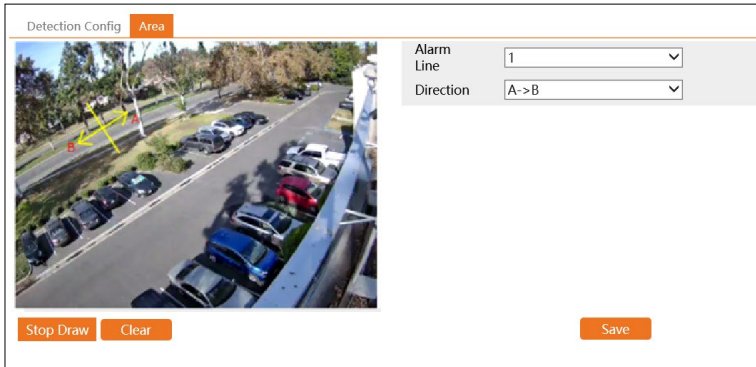 Detection Config Area
Alarm
Line
1
Direction A->B
A
B
Stop Draw Clear Save